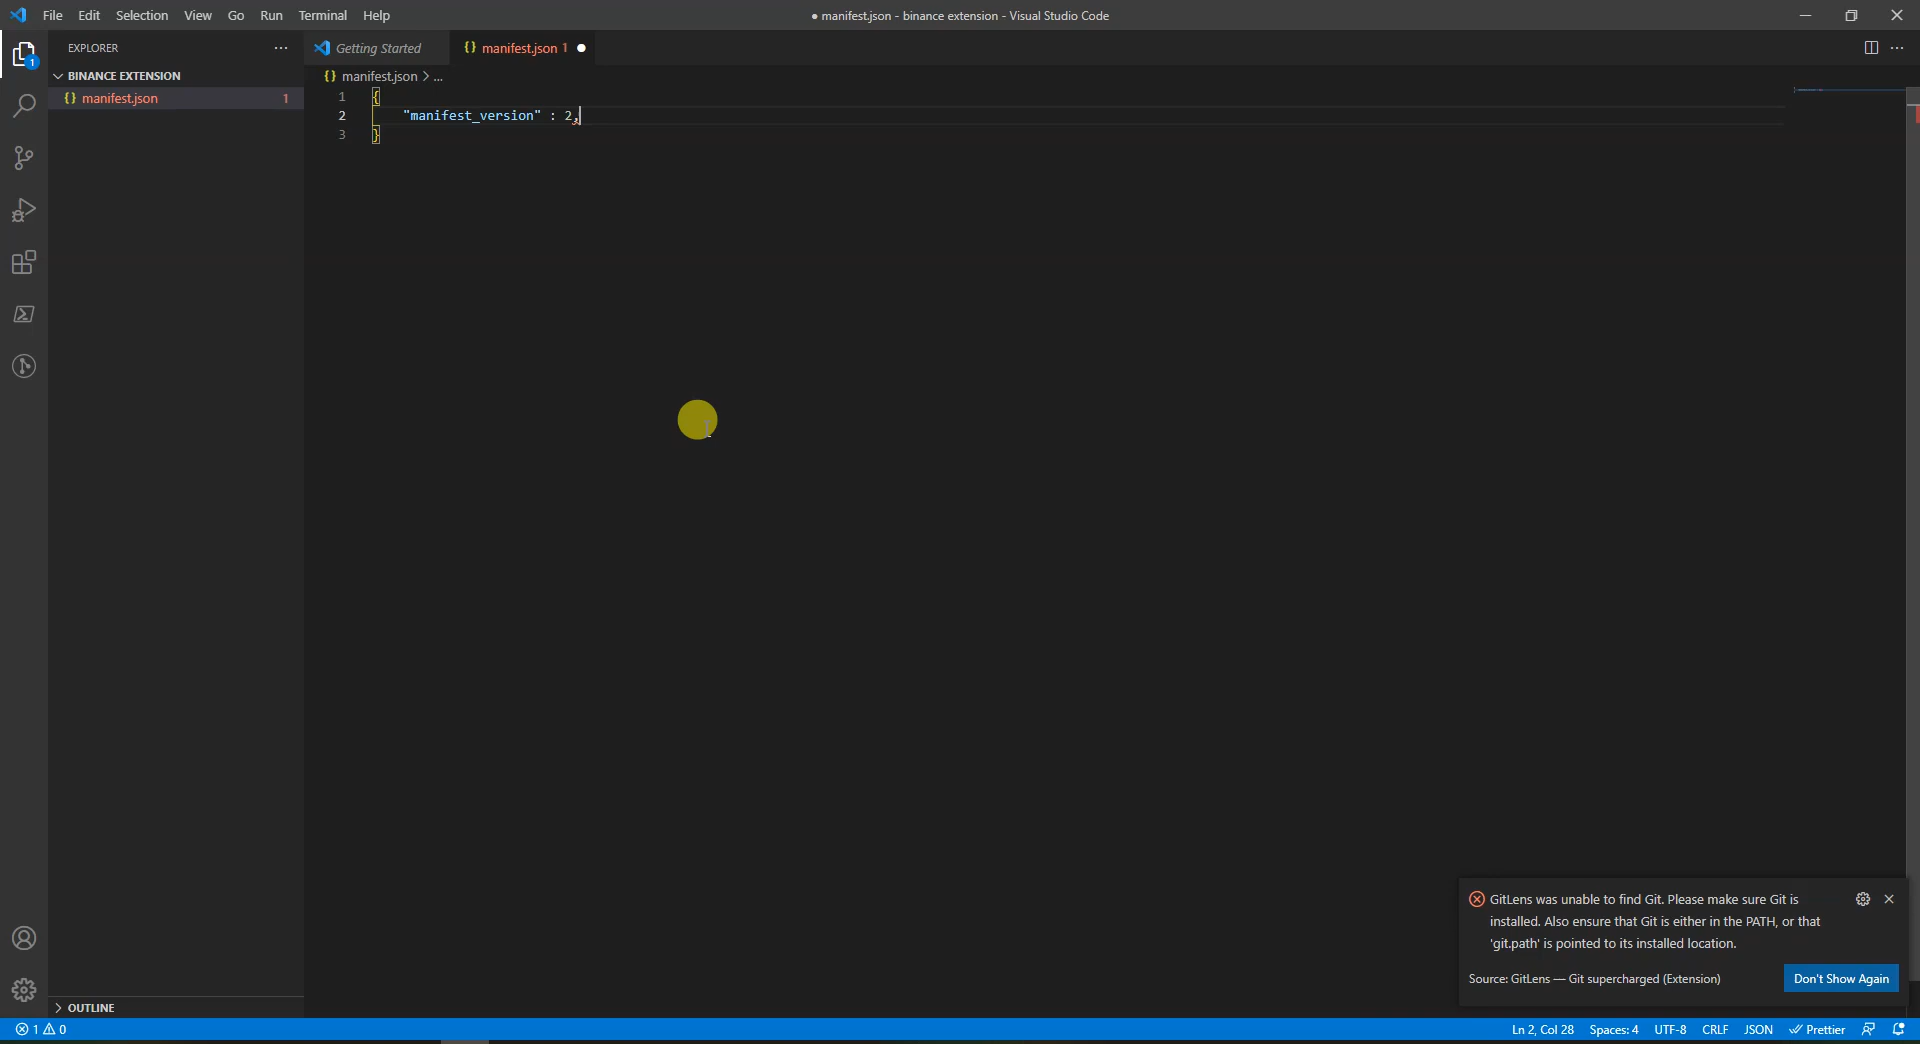 File Edit Selection View Go Run Terminal Help
● manifest.json - binance extension - Visual Studio Code
EXPLORER
Getting Started
{} manifest.json 1 ●
BINANCE EXTENSION
{} manifest.json > ...
{} manifest.json 1
1 {
2 "manifest_version" : 2,
3 }
1
GitLens was unable to find Git. Please make sure Git is
installed. Also ensure that Git is either in the PATH, or that
'git.path' is pointed to its installed location.
Source: GitLens — Git supercharged (Extension)
Don't Show Again
OUTLINE
1 0
Ln 2, Col 28 Spaces: 4 UTF-8 CRLF JSON Prettier